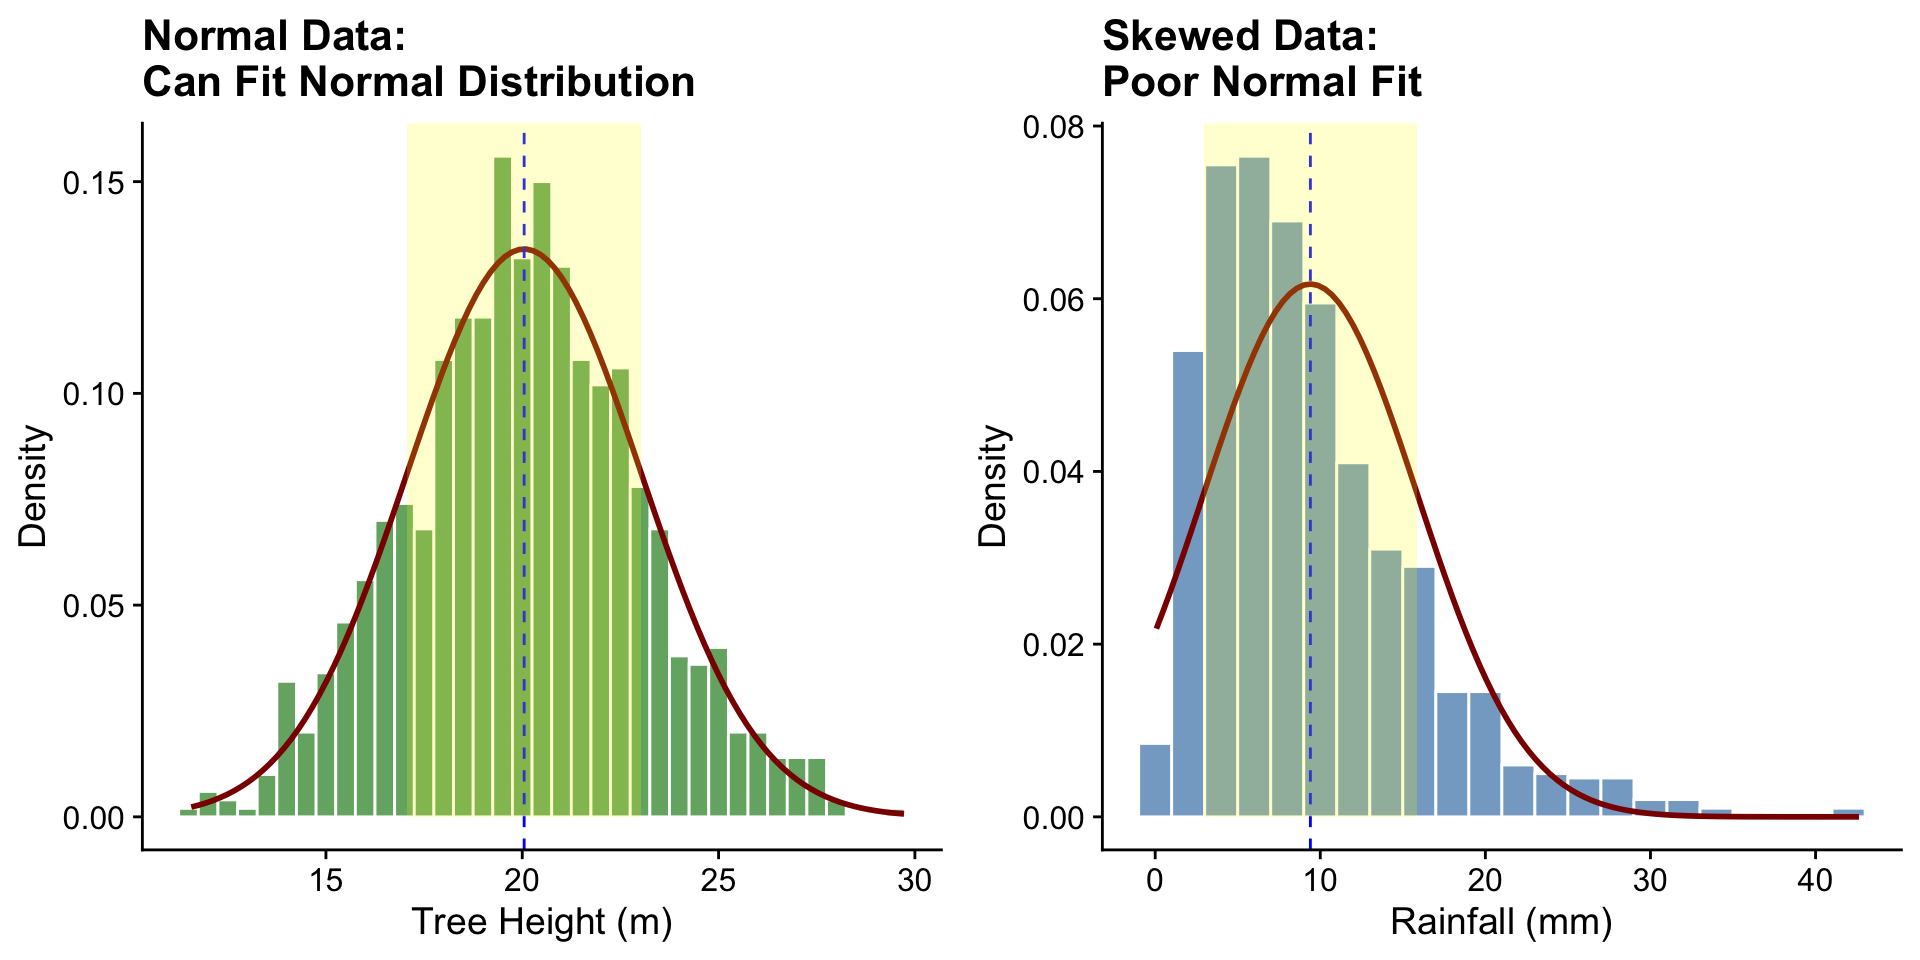 Normal Data:
Can Fit Normal Distribution
0.15
0.10
0.05
0.00
Density
15 20 25 30
Tree Height (m)
Skewed Data:
Poor Normal Fit
0.08
0.06
0.04
0.02
0.00
Density
0 10 20 30 40
Rainfall (mm)